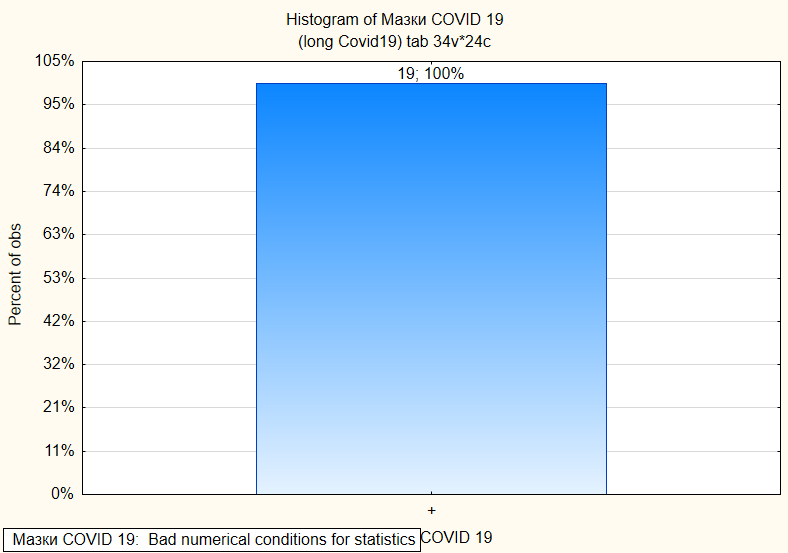 Histogram of Мазки COVID 19
(long Covid19) tab 34v*24c
105%
19; 100%
95%
84%
74%
63%
53%
42%
32%
21%
11%
0%
Percent of obs
+
Мазки COVID 19:  Bad numerical conditions for statistics
COVID 19